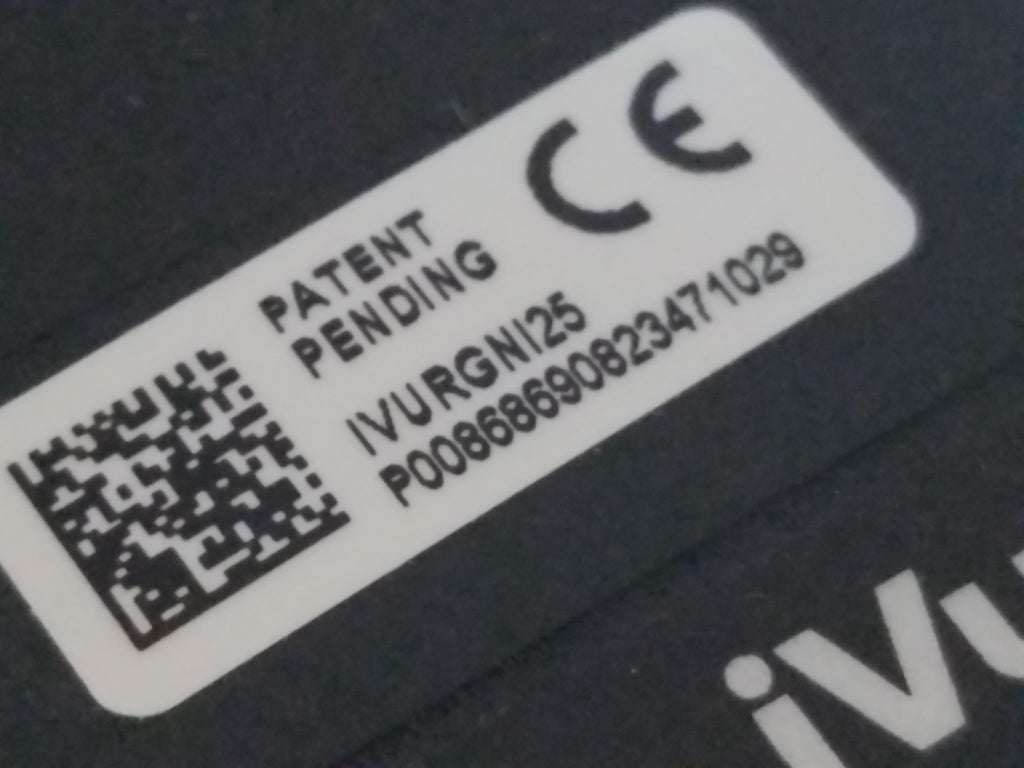 PATENT
PENDING
CE
IVURGNI25
P00868690823471029
iVu